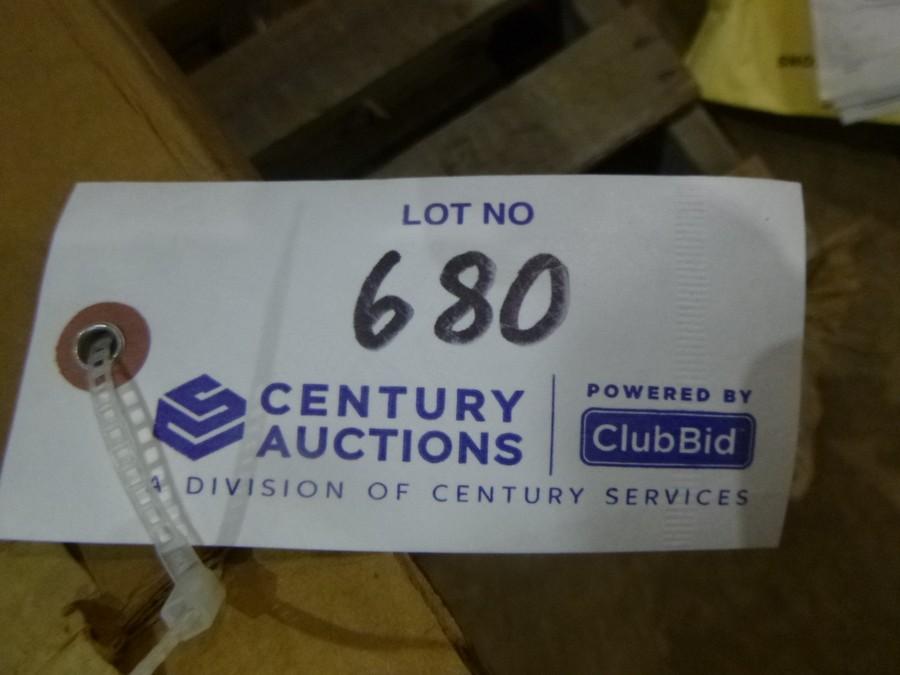 LOT NO
680
CENTURY
AUCTIONS
POWERED BY
ClubBid
A DIVISION OF CENTURY SERVICES